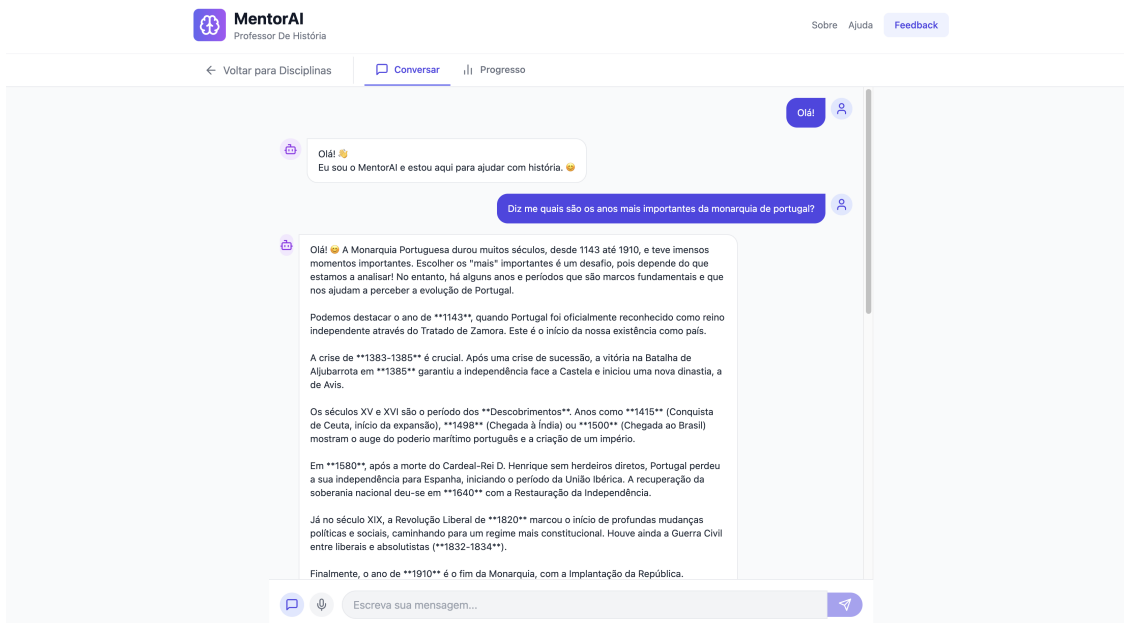 MentorAI
Professor De História
Sobre
Ajuda
Feedback
Voltar para Disciplinas
Conversar
Progresso
Olá!
Olá! 👋
Eu sou o MentorAI e estou aqui para ajudar com história. 😊
Diz me quais são os anos mais importantes da monarquia de portugal?
Olá! 😊 A Monarquia Portuguesa durou muitos séculos, desde 1143 até 1910, e teve imensos
momentos importantes. Escolher os "mais" importantes é um desafio, pois depende do que
estamos a analisar! No entanto, há alguns anos e períodos que são marcos fundamentais e que
nos ajudam a perceber a evolução de Portugal.
Podemos destacar o ano de **1143**, quando Portugal foi oficialmente reconhecido como reino
independente através do Tratado de Zamora. Este é o início da nossa existência como país.
A crise de **1383-1385** é crucial. Após uma crise de sucessão, a vitória na Batalha de
Aljubarrota em **1385** garantiu a independência face a Castela e iniciou uma nova dinastia, a
de Avis.
Os séculos XV e XVI são o período dos **Descobrimentos**. Anos como **1415** (Conquista
de Ceuta, início da expansão), **1498** (Chegada à Índia) ou **1500** (Chegada ao Brasil)
mostram o auge do poderio marítimo português e a criação de um império.
Em **1580**, após a morte do Cardeal-Rei D. Henrique sem herdeiros diretos, Portugal perdeu
a sua independência para Espanha, iniciando o período da União Ibérica. A recuperação da
soberania nacional deu-se em **1640** com a Restauração da Independência.
Já no século XIX, a Revolução Liberal de **1820** marcou o início de profundas mudanças
políticas e sociais, caminhando para um regime mais constitucional. Houve ainda a Guerra Civil
entre liberais e absolutistas (**1832-1834**).
Finalmente, o ano de **1910** é o fim da Monarquia, com a Implantação da República.
Escreva sua mensagem...